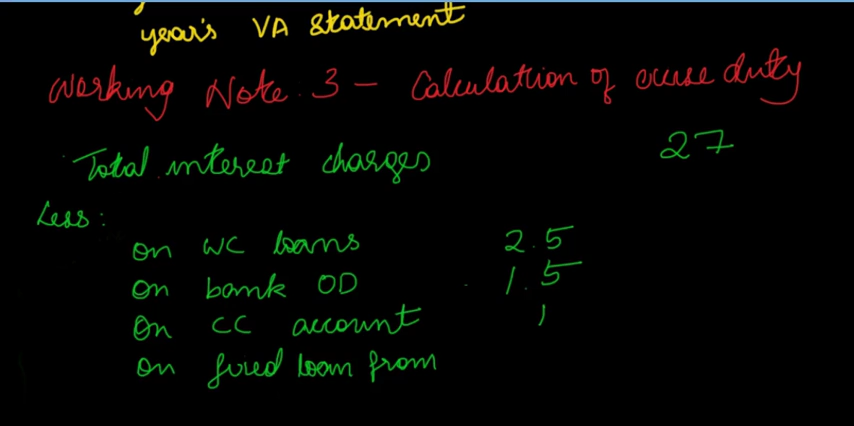 year's VA statement
Working Note 3 - Calculation of excise duty
Total interest charges 27
Less:
on WC loans 2.5
on bank OD 1.5
On CC account 1
on fixed loan from